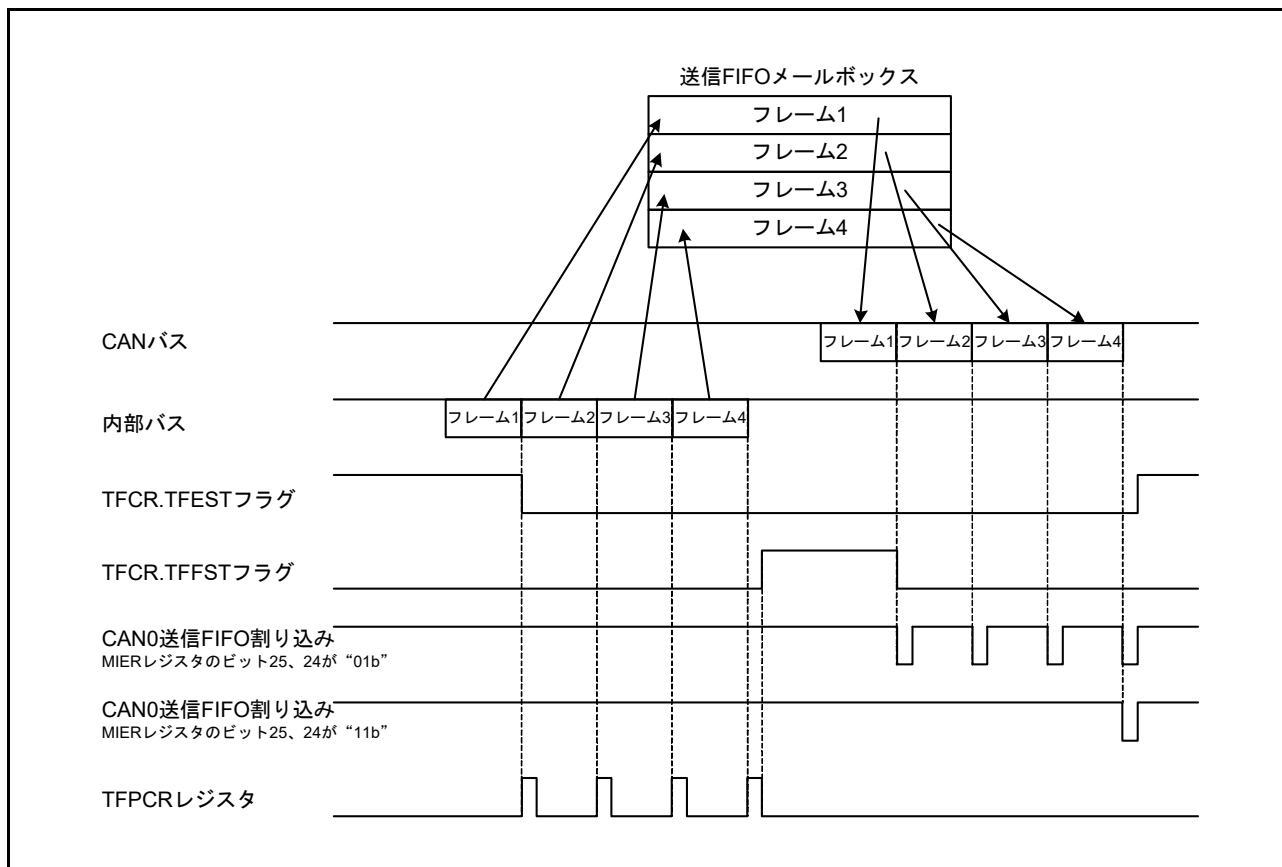 送信FIFOメールボックス
フレーム1
フレーム2
フレーム3
フレーム4
CANバス
フレーム1 フレーム2 フレーム3 フレーム4
内部バス
フレーム1 フレーム2 フレーム3 フレーム4
TFCR.TFESTフラグ
TFCR.TFFSTフラグ
CAN0送信FIFO割り込み
MIERレジスタのビット25、24が“01b”
CAN0送信FIFO割り込み
MIERレジスタのビット25、24が“11b”
TFPCRレジスタ